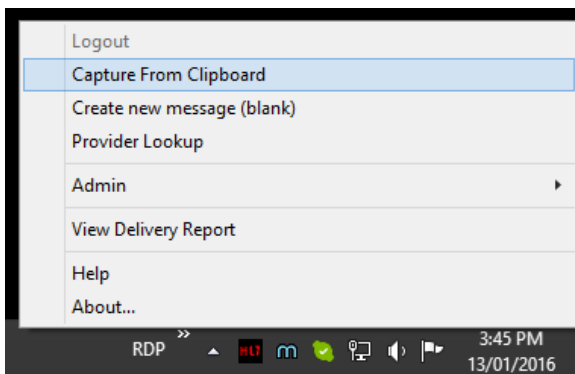 Logout
Capture From Clipboard
Create new message (blank)
Provider Lookup
Admin
View Delivery Report
Help
About...
RDP
HL7
m
3:45 PM
13/01/2016